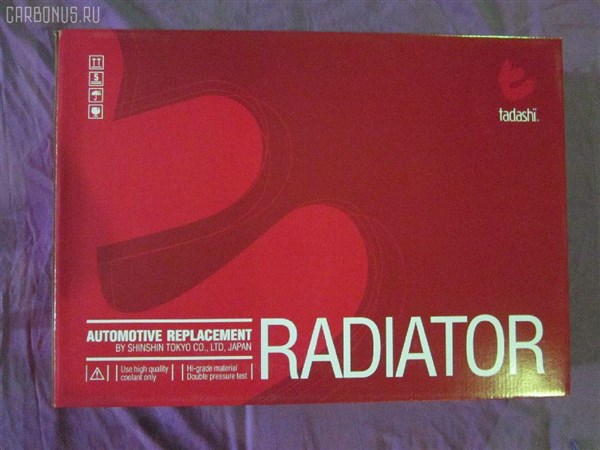 CARBONUS.RU
5
tadashi
AUTOMOTIVE REPLACEMENT
BY SHINSHIN TOKYO CO., LTD, JAPAN
RADIATOR
Use high quality
coolant only
Hi-grade material
Double pressure test